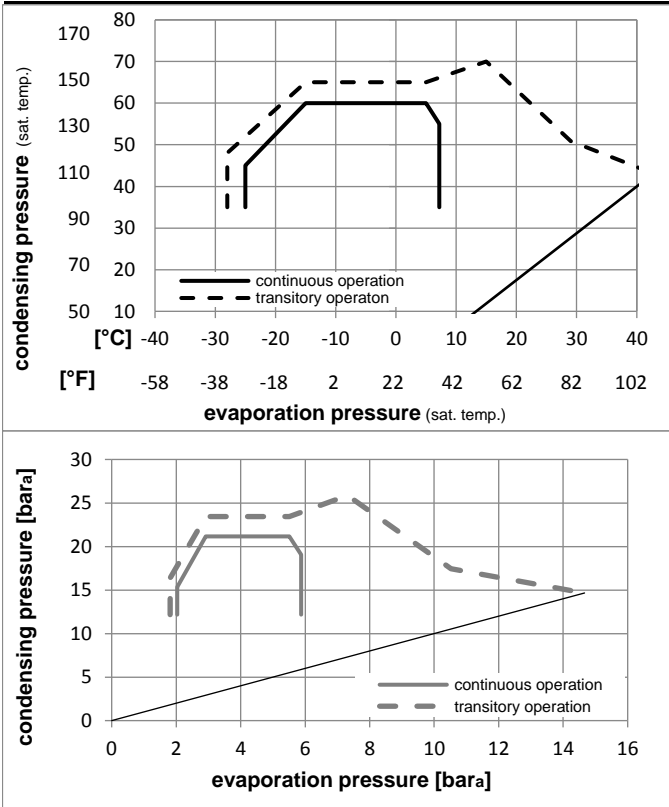 170 80
150 70
60
130
50
110 40
90
30
70 20
50 10
condensing pressure (sat. temp.)
continuous operation
transitory operaton
[°C] -40 -30 -20 -10 0 10 20 30 40
[°F] -58 -38 -18 2 22 42 62 82 102
evaporation pressure (sat. temp.)
30
25
20
15
10
5
0
condensing pressure [bara]
continuous operation
transitory operation
0 2 4 6 8 10 12 14 16
evaporation pressure [bara]